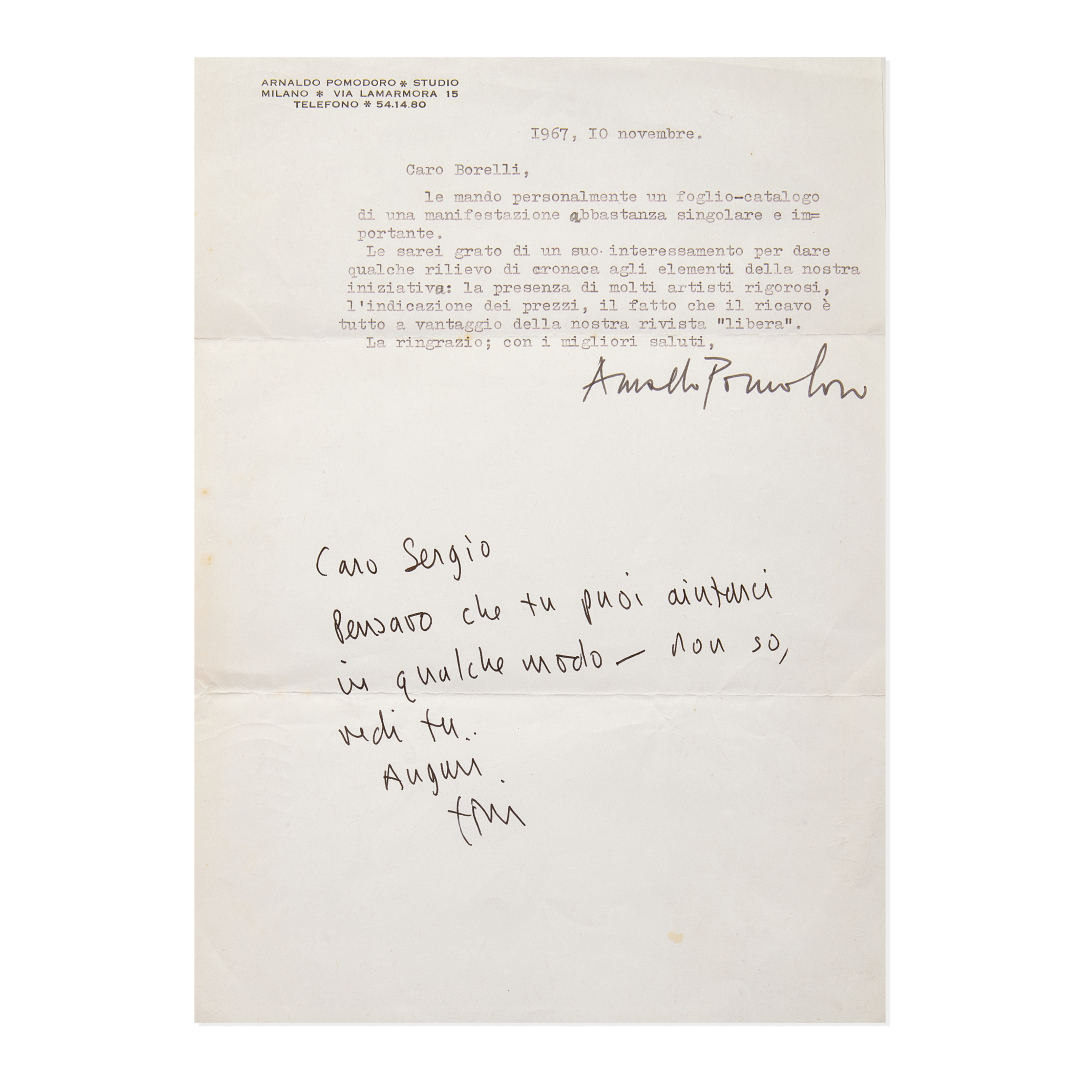 ARNALDO POMODORO * STUDIO
MILANO * VIA LAMARMORA 15
TELEFONO * 54.14.80
1967, 10 novembre.
Caro Borelli,
le mando personalmente un foglio-catalogo
di una manifestazione abbastanza singolare e im=
portante.
Le sarei grato di un suo interessamento per dare
qualche rilievo di cronaca agli elementi della nostra
iniziativa: la presenza di molti artisti rigorosi,
l'indicazione dei prezzi, il fatto che il ricavo è
tutto a vantaggio della nostra rivista "libera".
La ringrazio; con i migliori saluti,
Arnaldo Pomodoro
Caro Sergio
Pensavo che tu puoi aiutarci
in qualche modo — non so,
vedi tu..
Auguri.